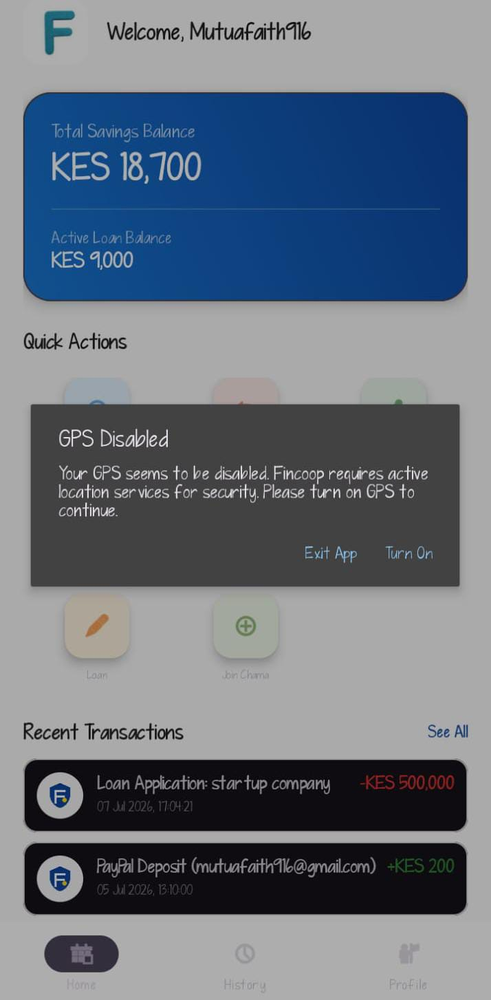 F
Welcome, Mutuafaith916
Total Savings Balance
KES 18,700
Active Loan Balance
KES 9,000
Quick Actions
GPS Disabled
Your GPS seems to be disabled. Fincoop requires active
location services for security. Please turn on GPS to
continue.
Exit App Turn On
Loan Join Chama
Recent Transactions See All
F
Loan Application: startup company -KES 500,000
07 Jul 2026, 17:04:21
F
PayPal Deposit (mutuafaith916@gmail.com) +KES 200
05 Jul 2026, 13:10:00
Home History Profile